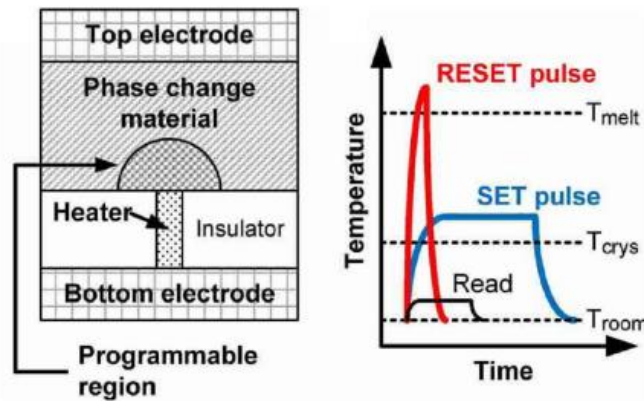 Top electrode
Phase change
material
Heater
Insulator
Bottom electrode
Programmable
region
RESET pulse
Tmelt
SET pulse
Tcrys
Read
Troom
Temperature
Time